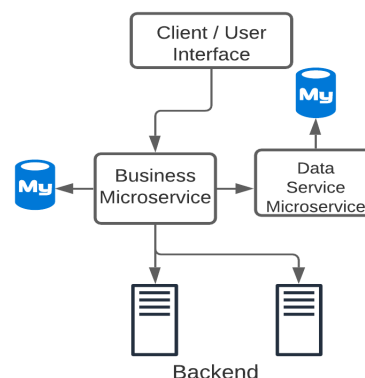 Client / User
Interface
My
Business
Microservice
My
Data
Service
Microservice
Backend